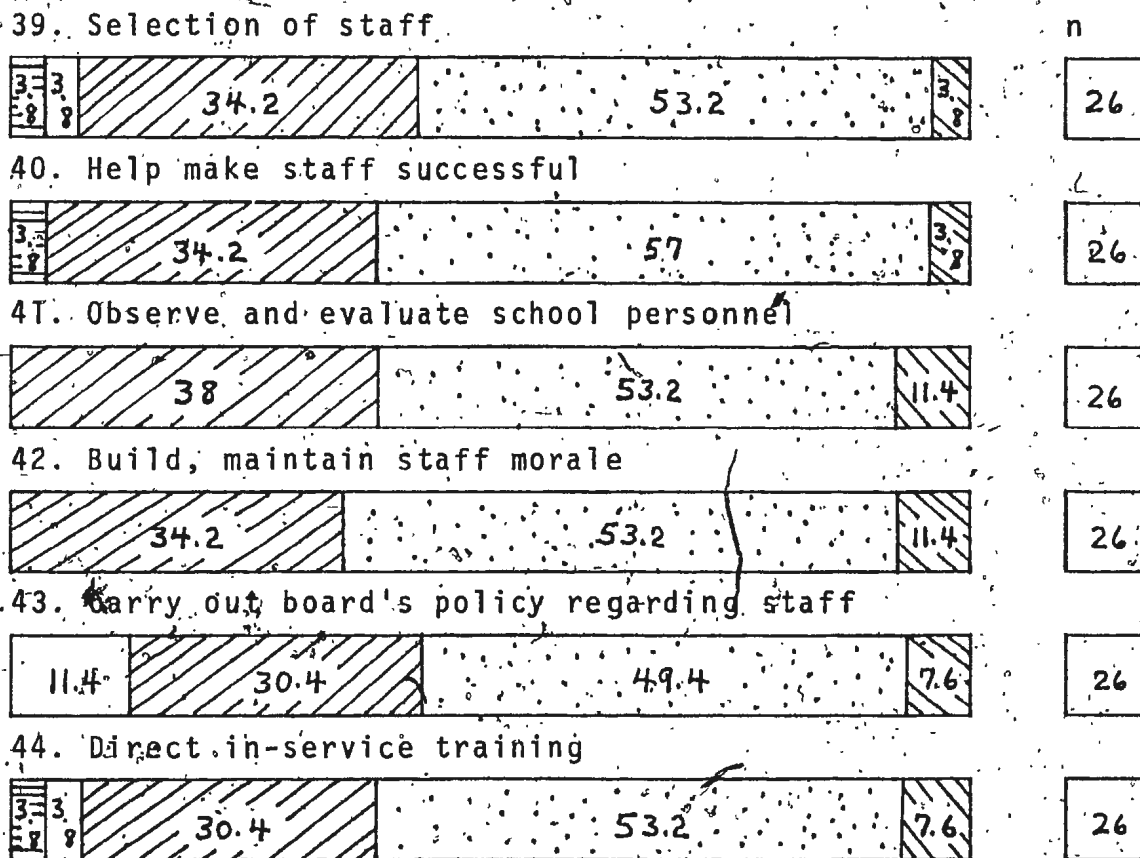 39. Selection of staff n
3.8 3.8 34.2 53.2 3.8 26
40. Help make staff successful
3.8 34.2 57 3.8 26
41. Observe and evaluate school personnel
38 53.2 11.4 26
42. Build, maintain staff morale
34.2 53.2 11.4 26
43. Carry out board's policy regarding staff
11.4 30.4 49.4 7.6 26
44. Direct in-service training
3.8 3.8 30.4 53.2 7.6 26